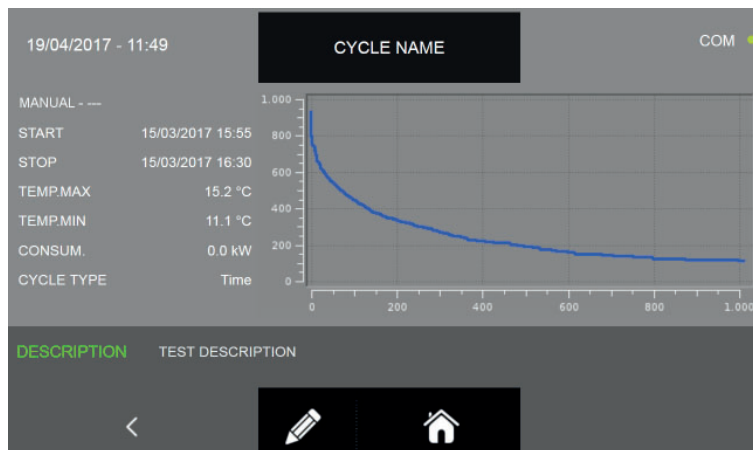 19/04/2017 - 11:49
CYCLE NAME
COM
MANUAL - ---
START 15/03/2017 15:55
STOP 15/03/2017 16:30
TEMP.MAX 15.2 °C
TEMP.MIN 11.1 °C
CONSUM. 0.0 kW
CYCLE TYPE Time
1.000
800
600
400
200
0
0 200 400 600 800 1.000
DESCRIPTION TEST DESCRIPTION